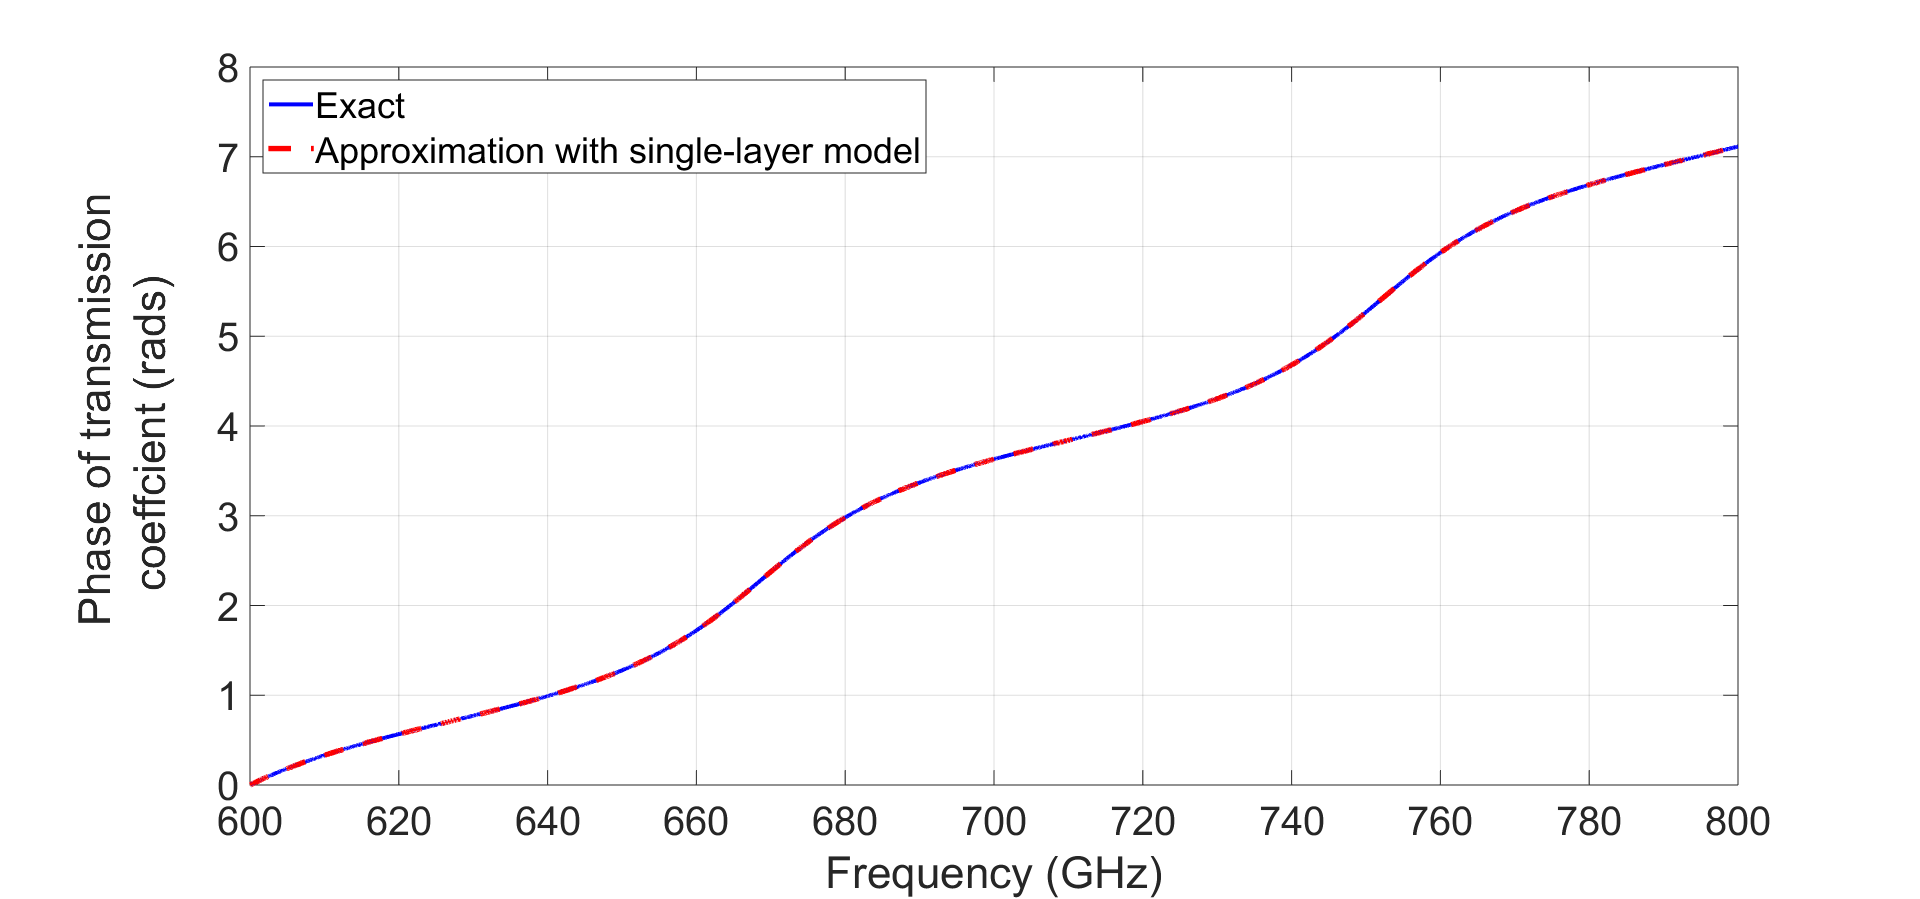 Exact
Approximation with single-layer model
Phase of transmission
coeffcient (rads)
8
7
6
5
4
3
2
1
0
600 620 640 660 680 700 720 740 760 780 800
Frequency (GHz)